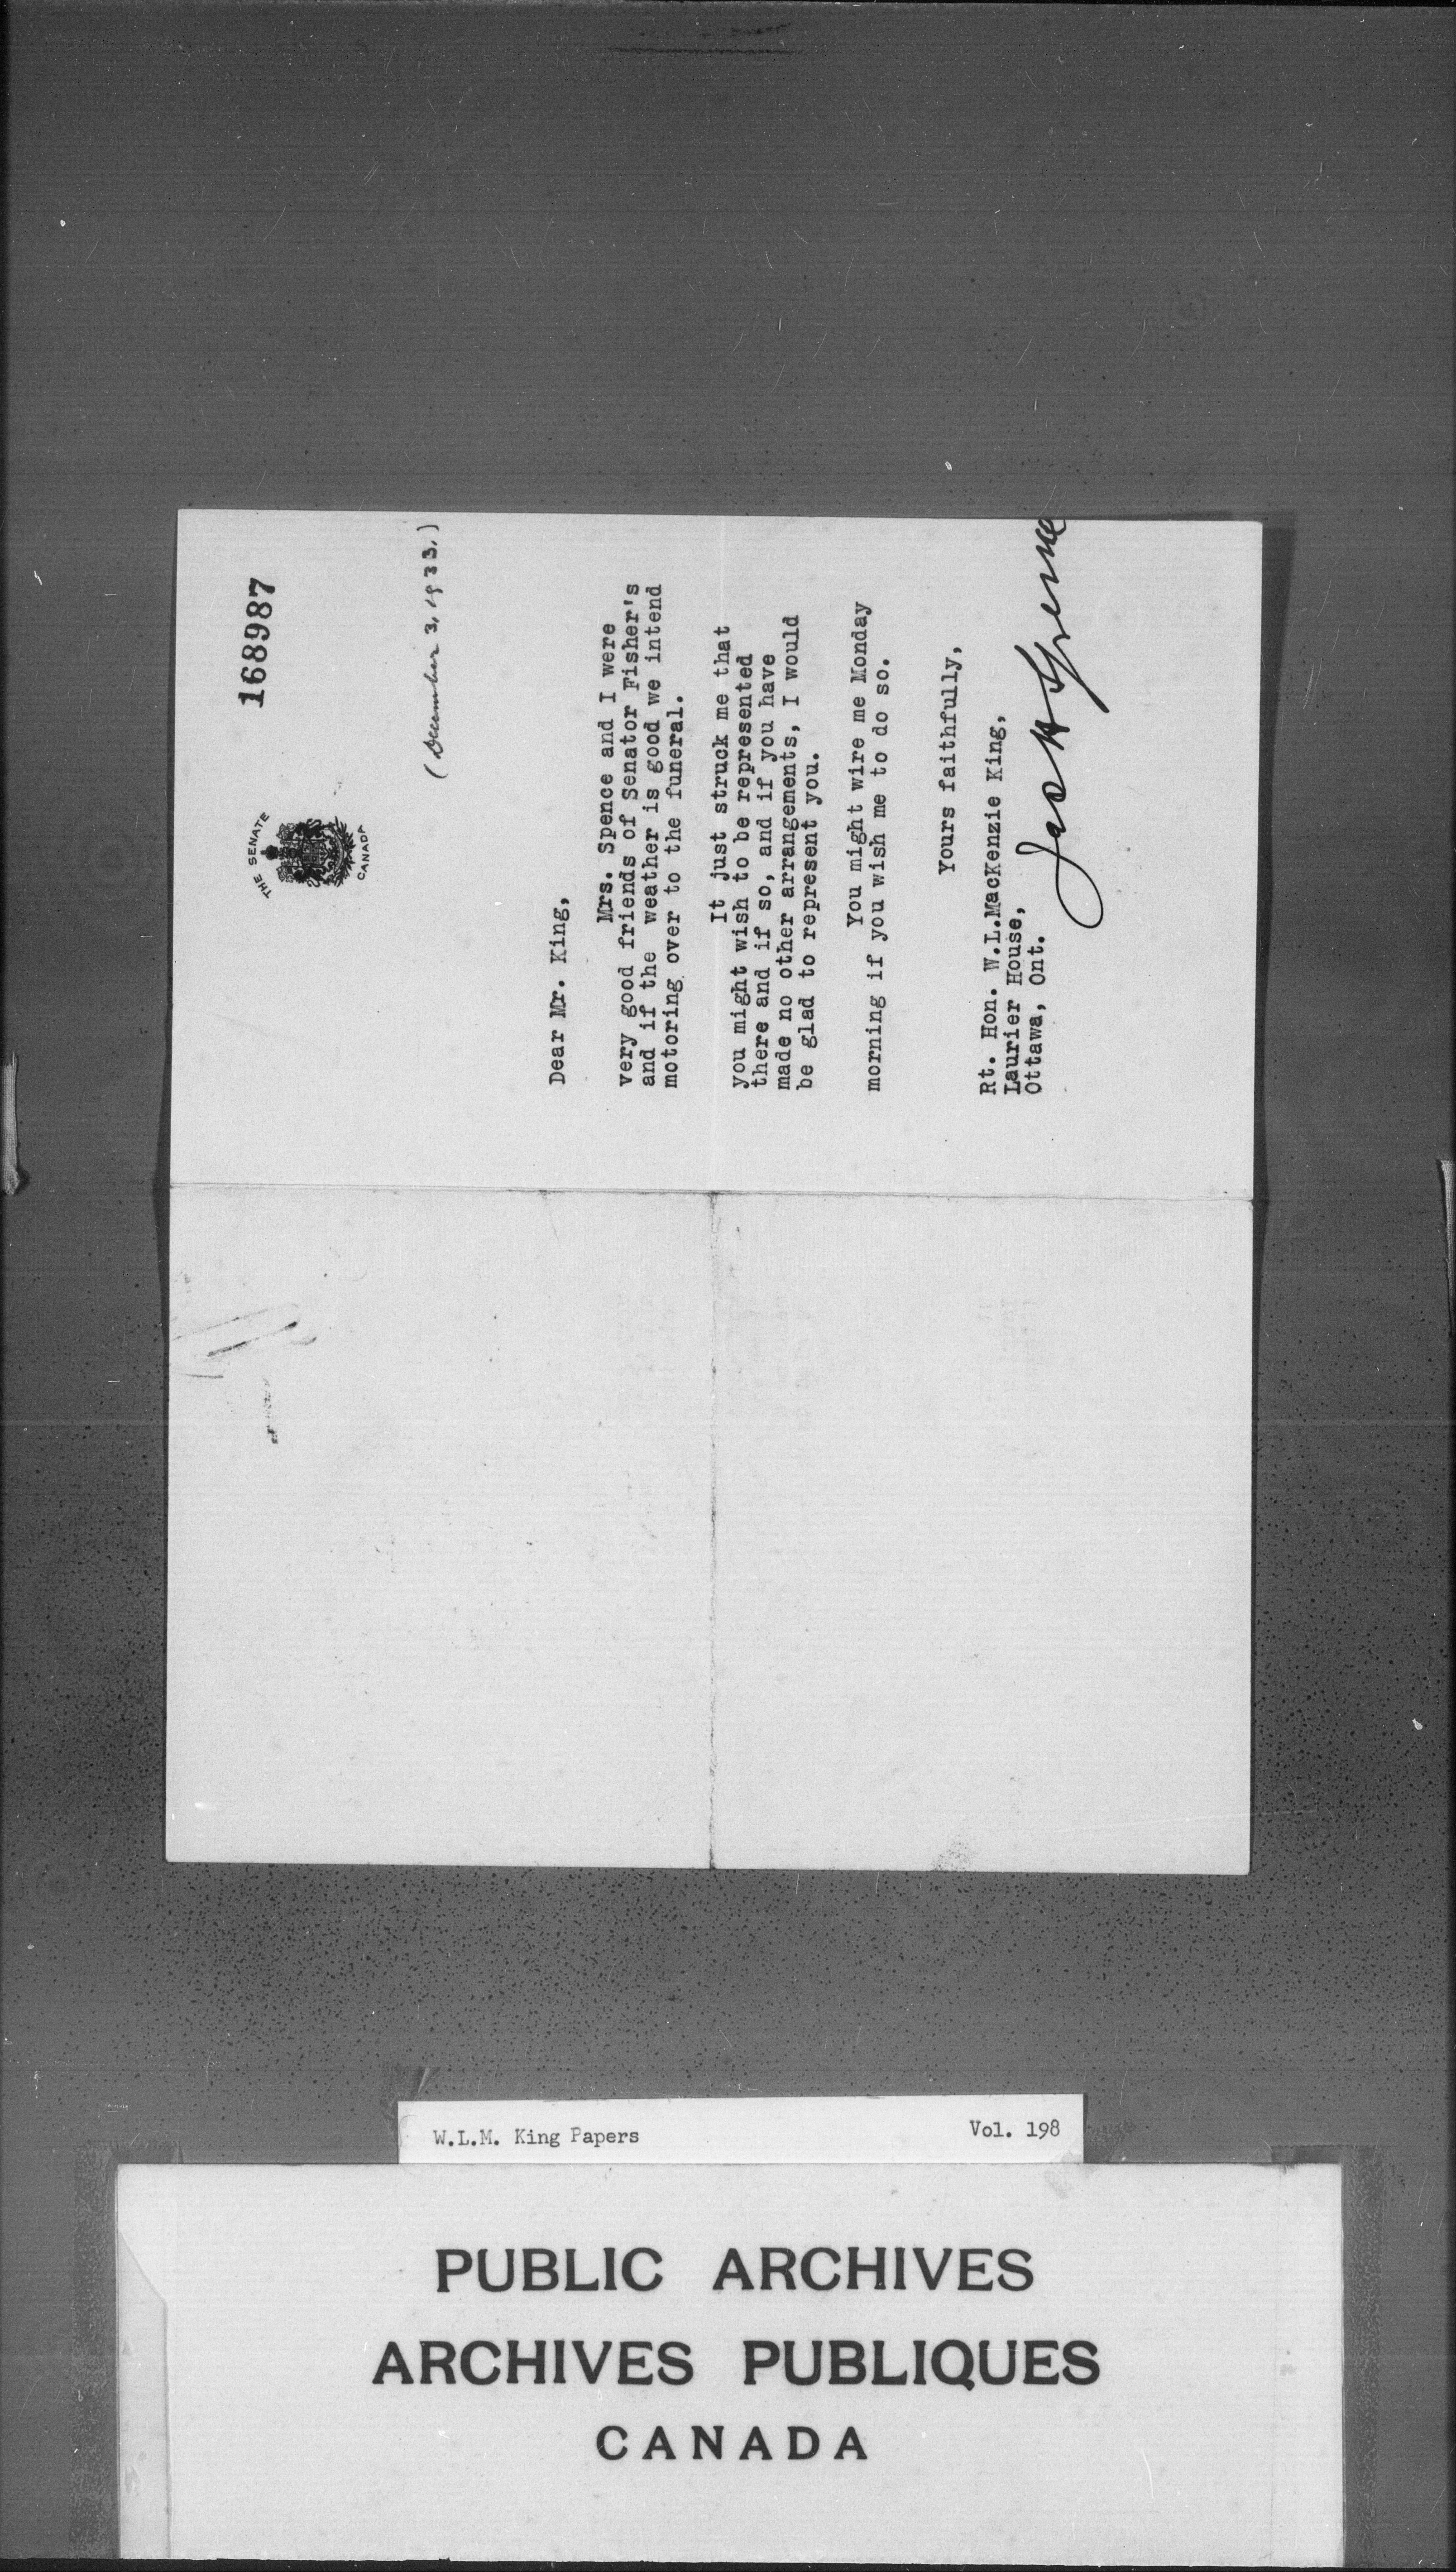 168987
THE SENATE
CANADA
(December 3, 1933.)
Dear Mr. King,
Mrs. Spence and I were
very good friends of Senator Fisher's
and if the weather is good we intend
motoring over to the funeral.
It just struck me that
you might wish to be represented
there and if so, and if you have
made no other arrangements, I would
be glad to represent you.
You might wire me Monday
morning if you wish me to do so.
Yours faithfully,
Rt. Hon. W.L.MacKenzie King,
Laurier House,
Ottawa, Ont.
Jas H Spence
W.L.M. King Papers Vol. 198
PUBLIC ARCHIVES
ARCHIVES PUBLIQUES
CANADA